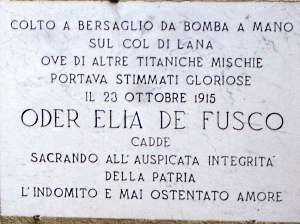 COLTO A BERSAGLIO DA BOMBA A MANO
SUL COL DI LANA
OVE DI ALTRE TITANICHE MISCHIE
PORTAVA STIMMATI GLORIOSE
IL 23 OTTOBRE 1915
ODER ELIA DE FUSCO
CADDE
SACRANDO ALL'AUSPICATA INTEGRITA'
DELLA PATRIA
L'INDOMITO E MAI OSTENTATO AMORE